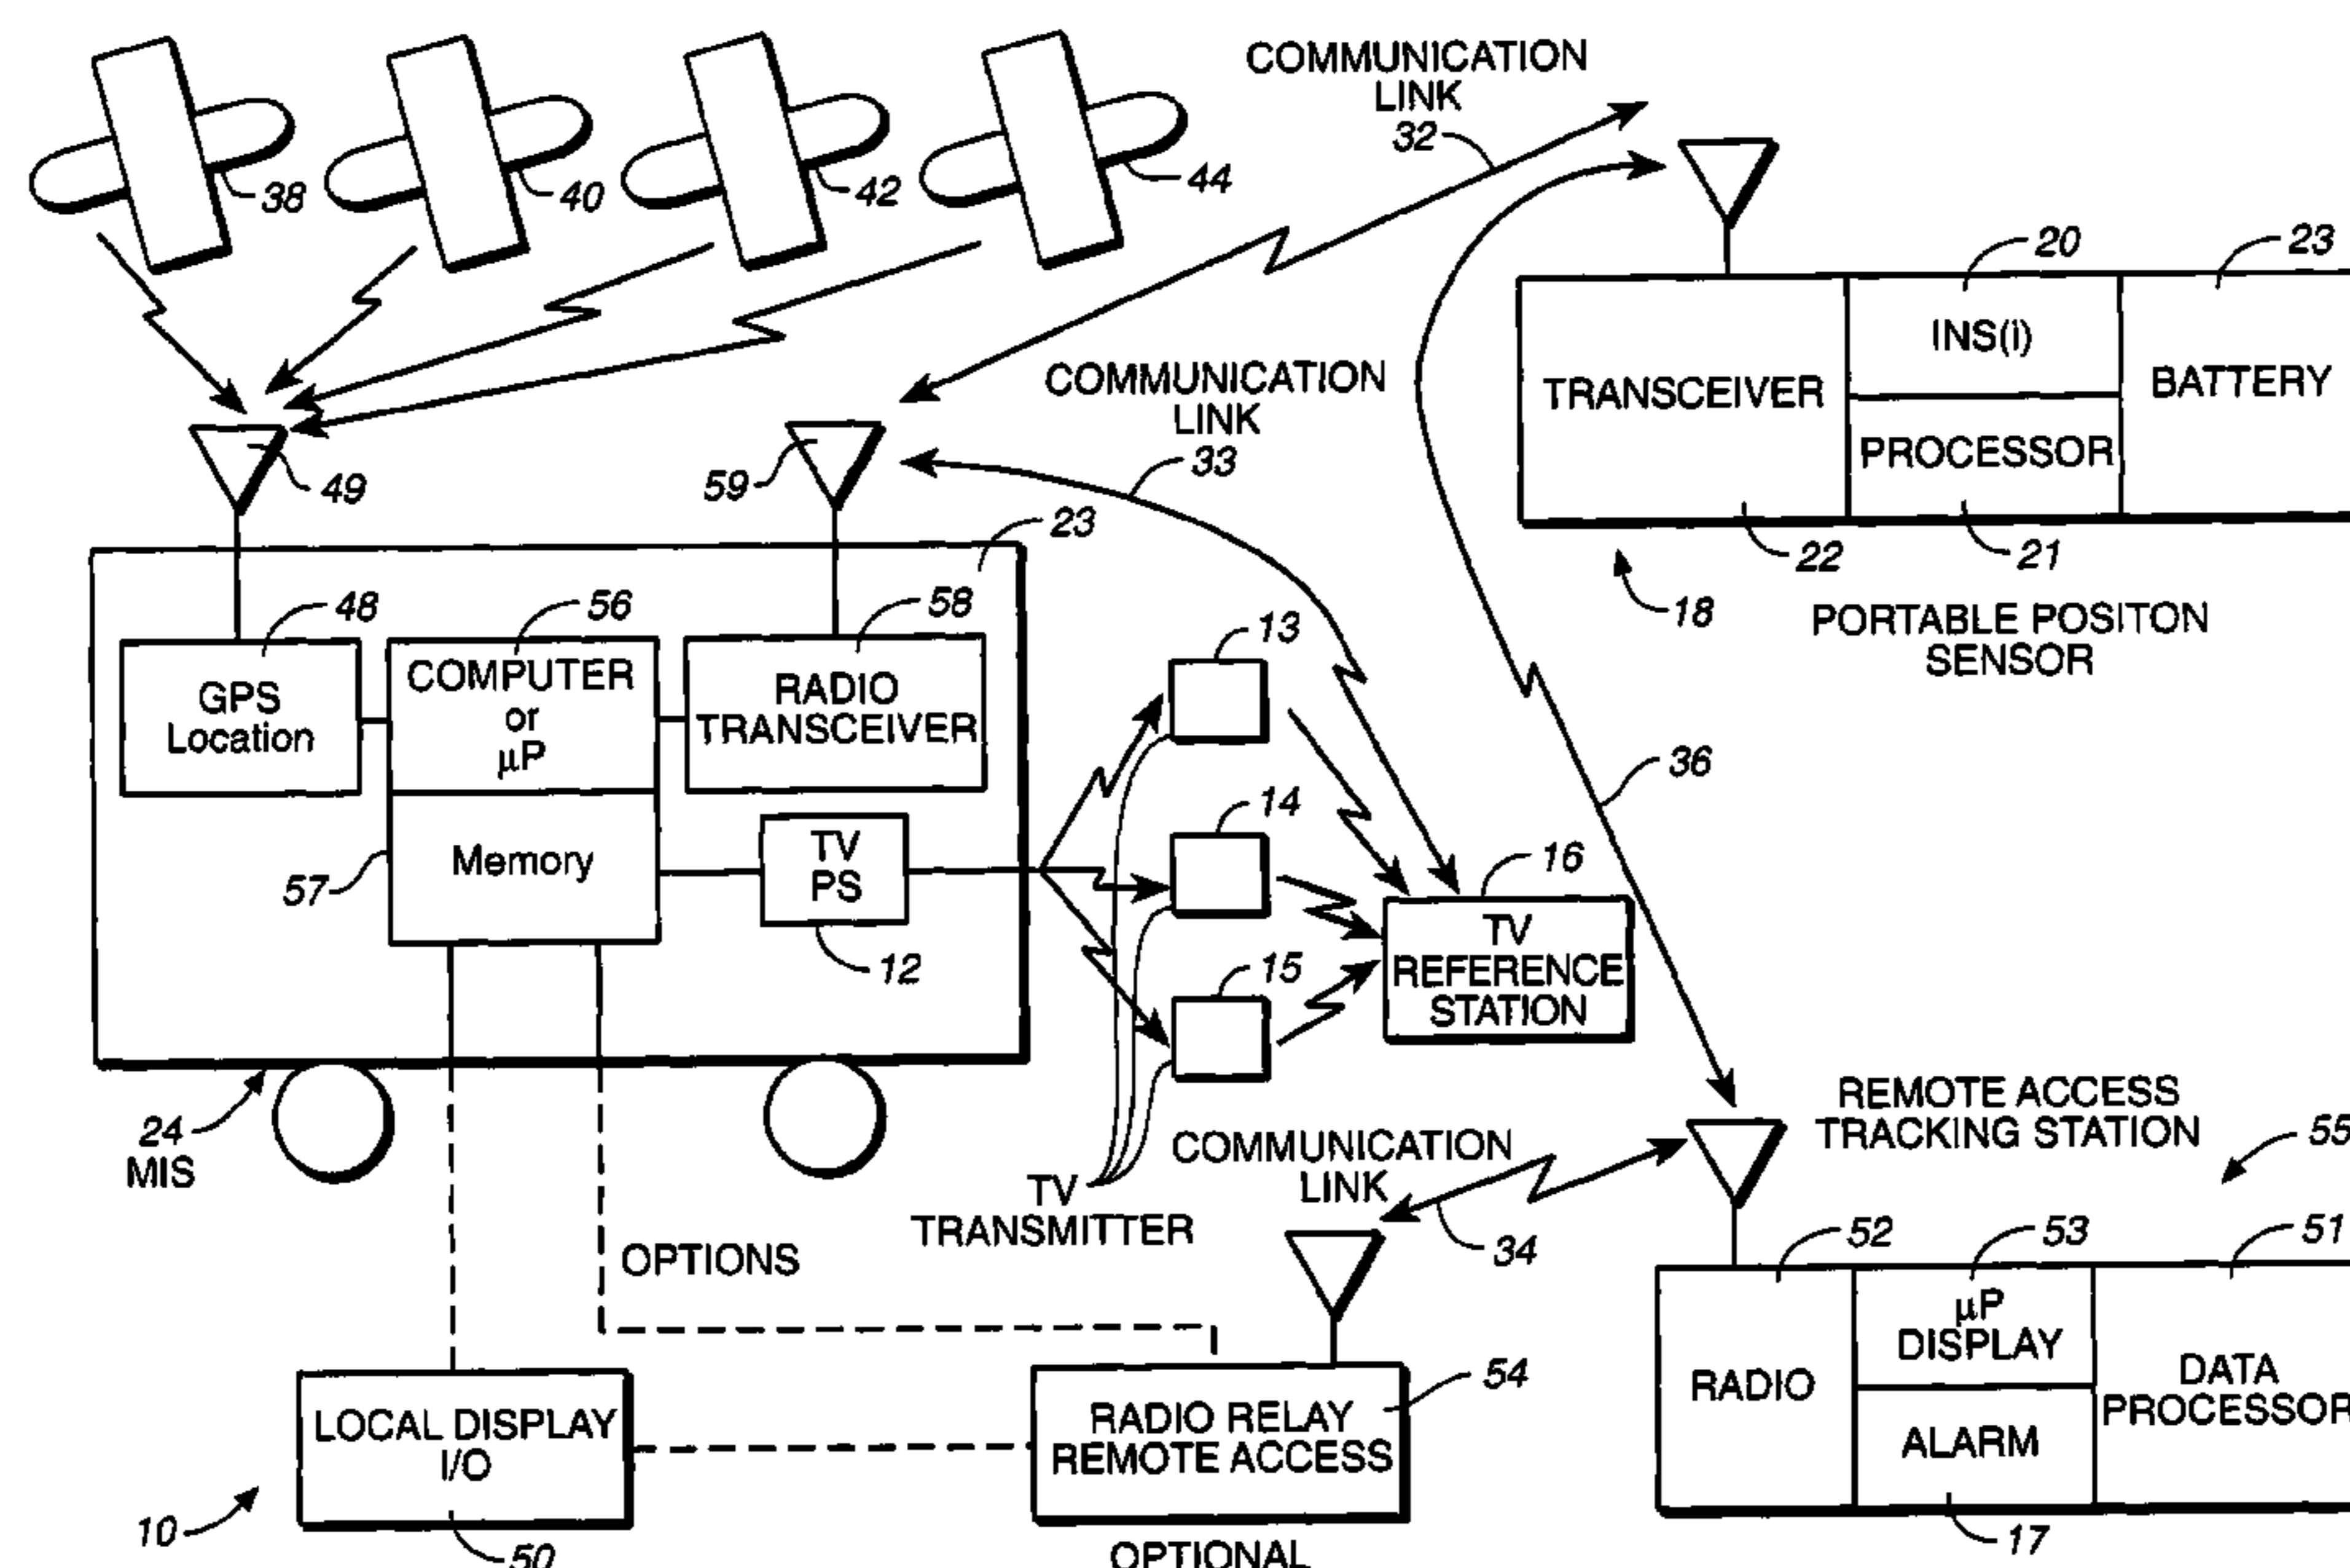 COMMUNICATION
LINK
32
38
40
42
44
20
23
INS(i)
TRANSCEIVER
BATTERY
PROCESSOR
22
21
18
PORTABLE POSITON
SENSOR
COMMUNICATION
LINK
33
49
59
23
48
56
58
GPS
Location
COMPUTER
or
µP
RADIO
TRANSCEIVER
57
Memory
TV
PS
12
13
14
15
16
TV
REFERENCE
STATION
36
24
MIS
TV
TRANSMITTER
COMMUNICATION
LINK
34
REMOTE ACCESS
TRACKING STATION
55
52
53
51
RADIO
µP
DISPLAY
ALARM
DATA
PROCESSOR
17
OPTIONS
LOCAL DISPLAY
I/O
10
50
54
RADIO RELAY
REMOTE ACCESS
OPTIONAL